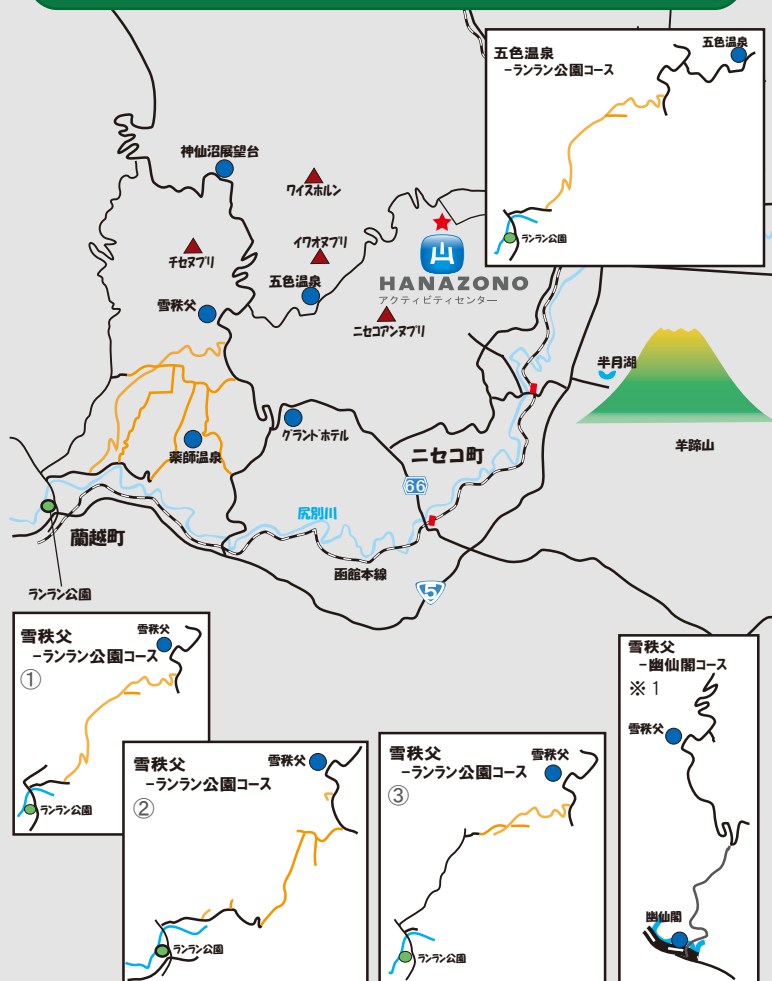 五色温泉
-ランラン公園コース
五色温泉
ランラン公園
神仙沼展望台
ワイスホルン
イワオヌプリ
チセヌプリ
五色温泉
HANAZONO
アクティビティセンター
雪秩父
ニセコアンヌプリ
半月湖
羊蹄山
グランドホテル
薬師温泉
ニセコ町
66
尻別川
蘭越町
函館本線
5
ランラン公園
雪秩父
-ランラン公園コース
①
雪秩父
ランラン公園
雪秩父
-ランラン公園コース
②
雪秩父
ランラン公園
雪秩父
-ランラン公園コース
③
雪秩父
ランラン公園
雪秩父
-幽仙閣コース
※1
雪秩父
幽仙閣